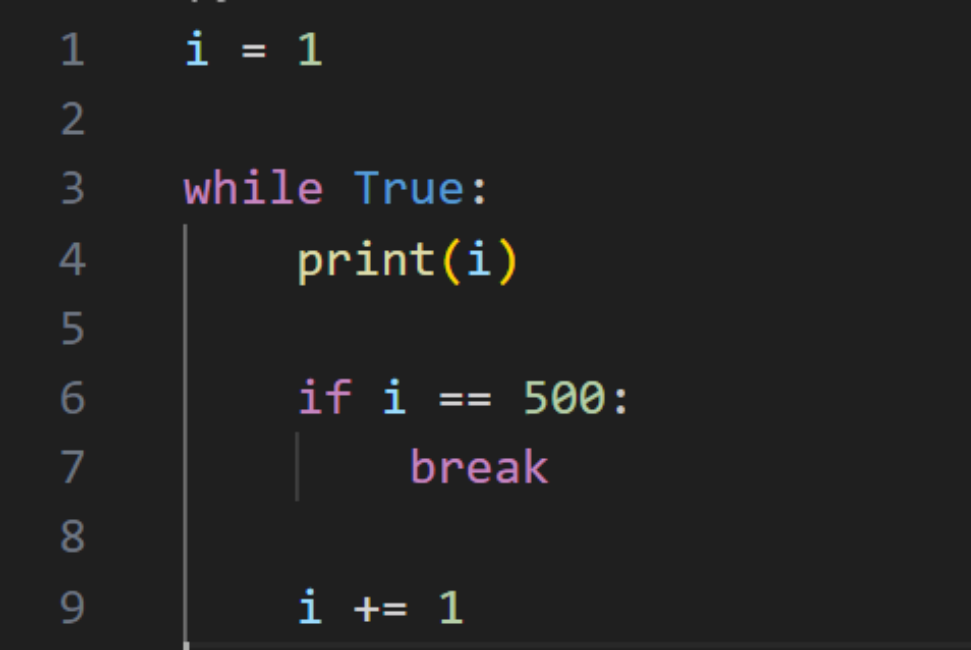 1 i = 1
2
3 while True:
4     print(i)
5
6     if i == 500:
7         break
8
9     i += 1